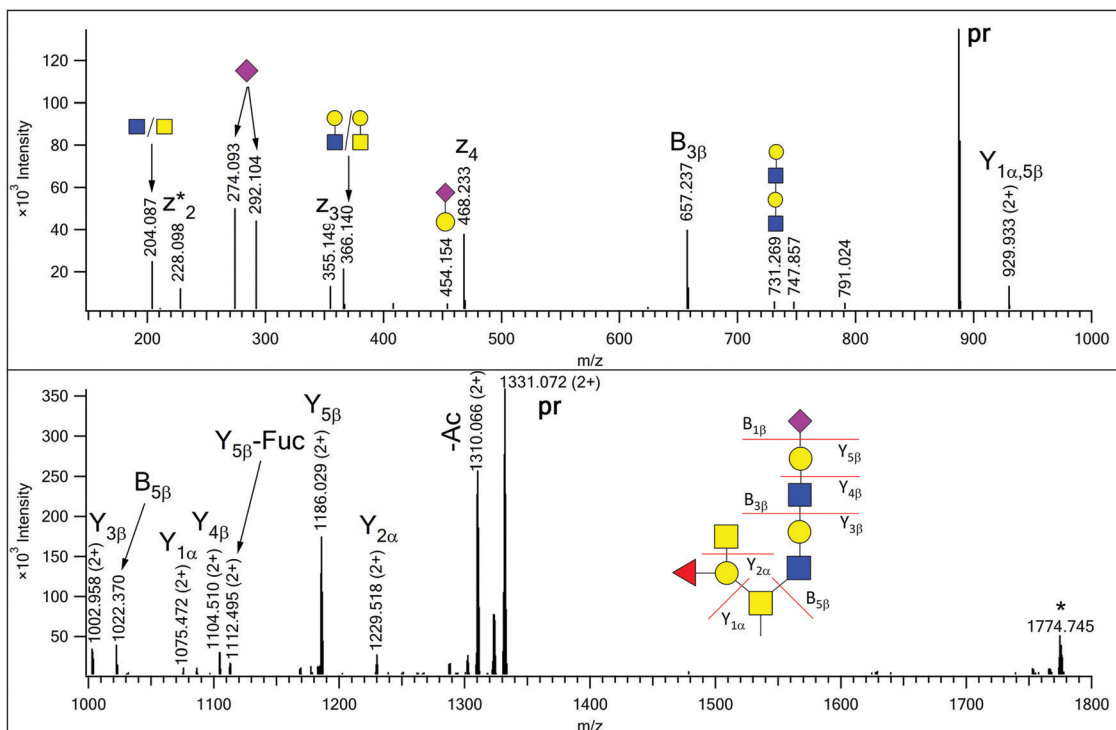 pr
120
100
80
60
40
20
×10³ Intensity
204.087
z*2
228.098
274.093
292.104
z3
355.149
366.140
454.154
z4
468.233
B3β
657.237
731.269
747.857
791.024
Y1α,5β
929.933 (2+)
200 300 400 500 600 700 800 900 1000
m/z
350
300
250
200
150
100
50
×10³ Intensity
Y3β
1002.958 (2+)
B5β
1022.370
Y1α
1075.472 (2+)
Y4β
1104.510 (2+)
Y5β-Fuc
1112.495 (2+)
Y5β
1186.029 (2+)
Y2α
1229.518 (2+)
-Ac
1310.066 (2+)
1331.072 (2+)
pr
B1β
Y5β
Y4β
B3β
Y3β
Y2α
B5β
Y1α
*
1774.745
1000 1100 1200 1300 1400 1500 1600 1700 1800
m/z